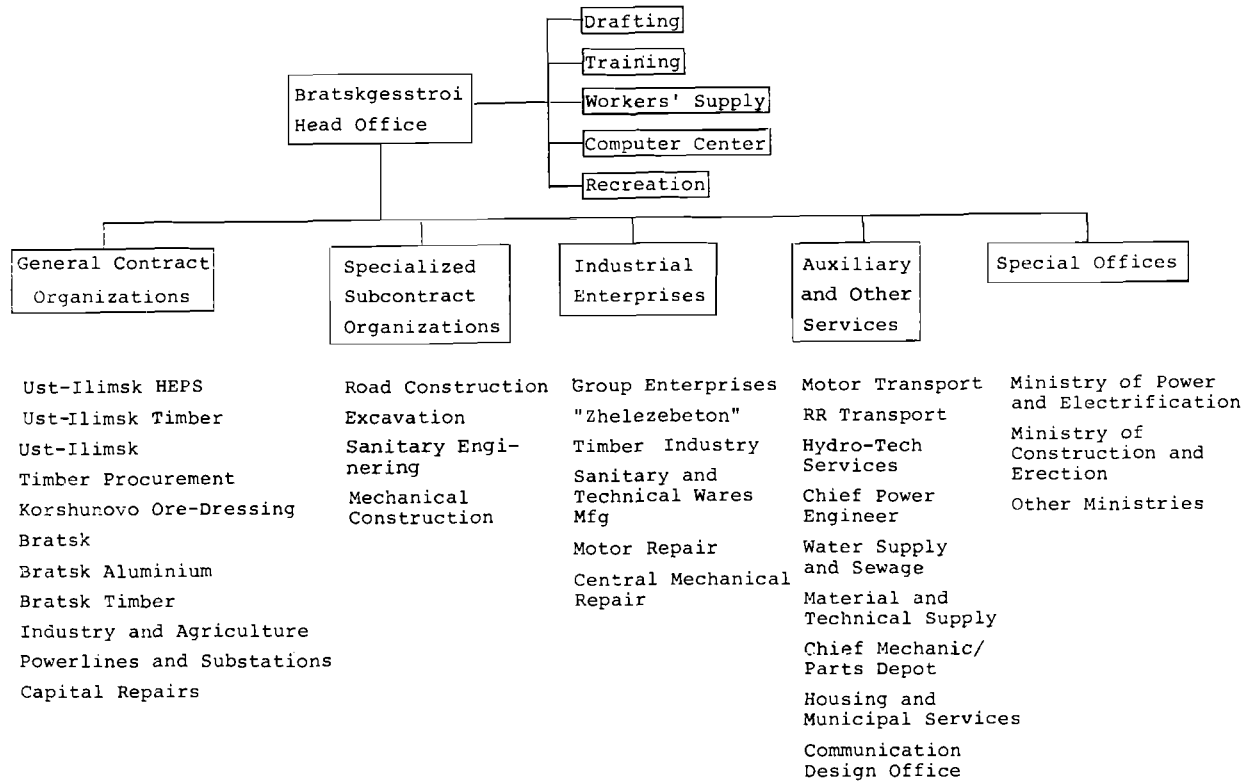 Drafting
Training
Workers' Supply
Computer Center
Recreation
Bratskgesstroi
Head Office
General Contract
Organizations
Specialized
Subcontract
Organizations
Industrial
Enterprises
Auxiliary
and Other
Services
Special Offices
Ust-Ilimsk HEPS
Ust-Ilimsk Timber
Ust-Ilimsk
Timber Procurement
Korshunovo Ore-Dressing
Bratsk
Bratsk Aluminium
Bratsk Timber
Industry and Agriculture
Powerlines and Substations
Capital Repairs
Road Construction
Excavation
Sanitary Engi-
nering
Mechanical
Construction
Group Enterprises
"Zhelezebeton"
Timber Industry
Sanitary and
Technical Wares
Mfg
Motor Repair
Central Mechanical
Repair
Motor Transport
RR Transport
Hydro-Tech
Services
Chief Power
Engineer
Water Supply
and Sewage
Material and
Technical Supply
Chief Mechanic/
Parts Depot
Housing and
Municipal Services
Communication
Design Office
Ministry of Power
and Electrification
Ministry of
Construction and
Erection
Other Ministries